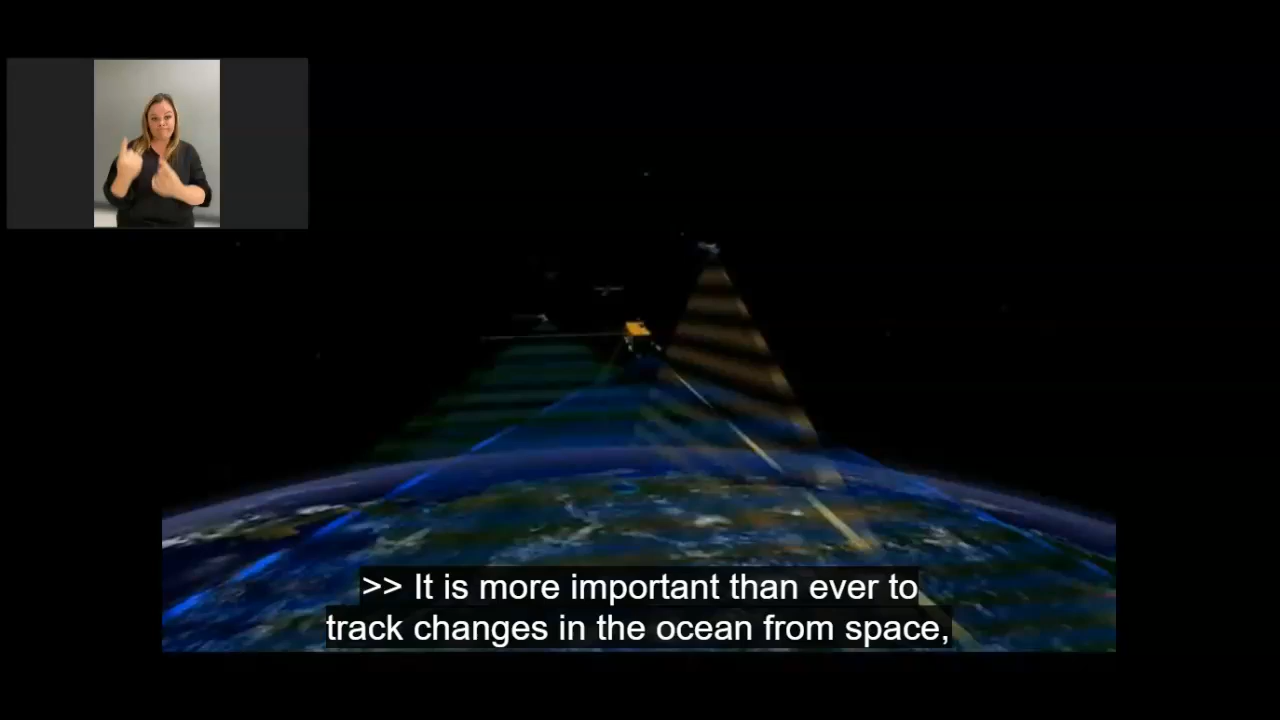 >> It is more important than ever to
track changes in the ocean from space,